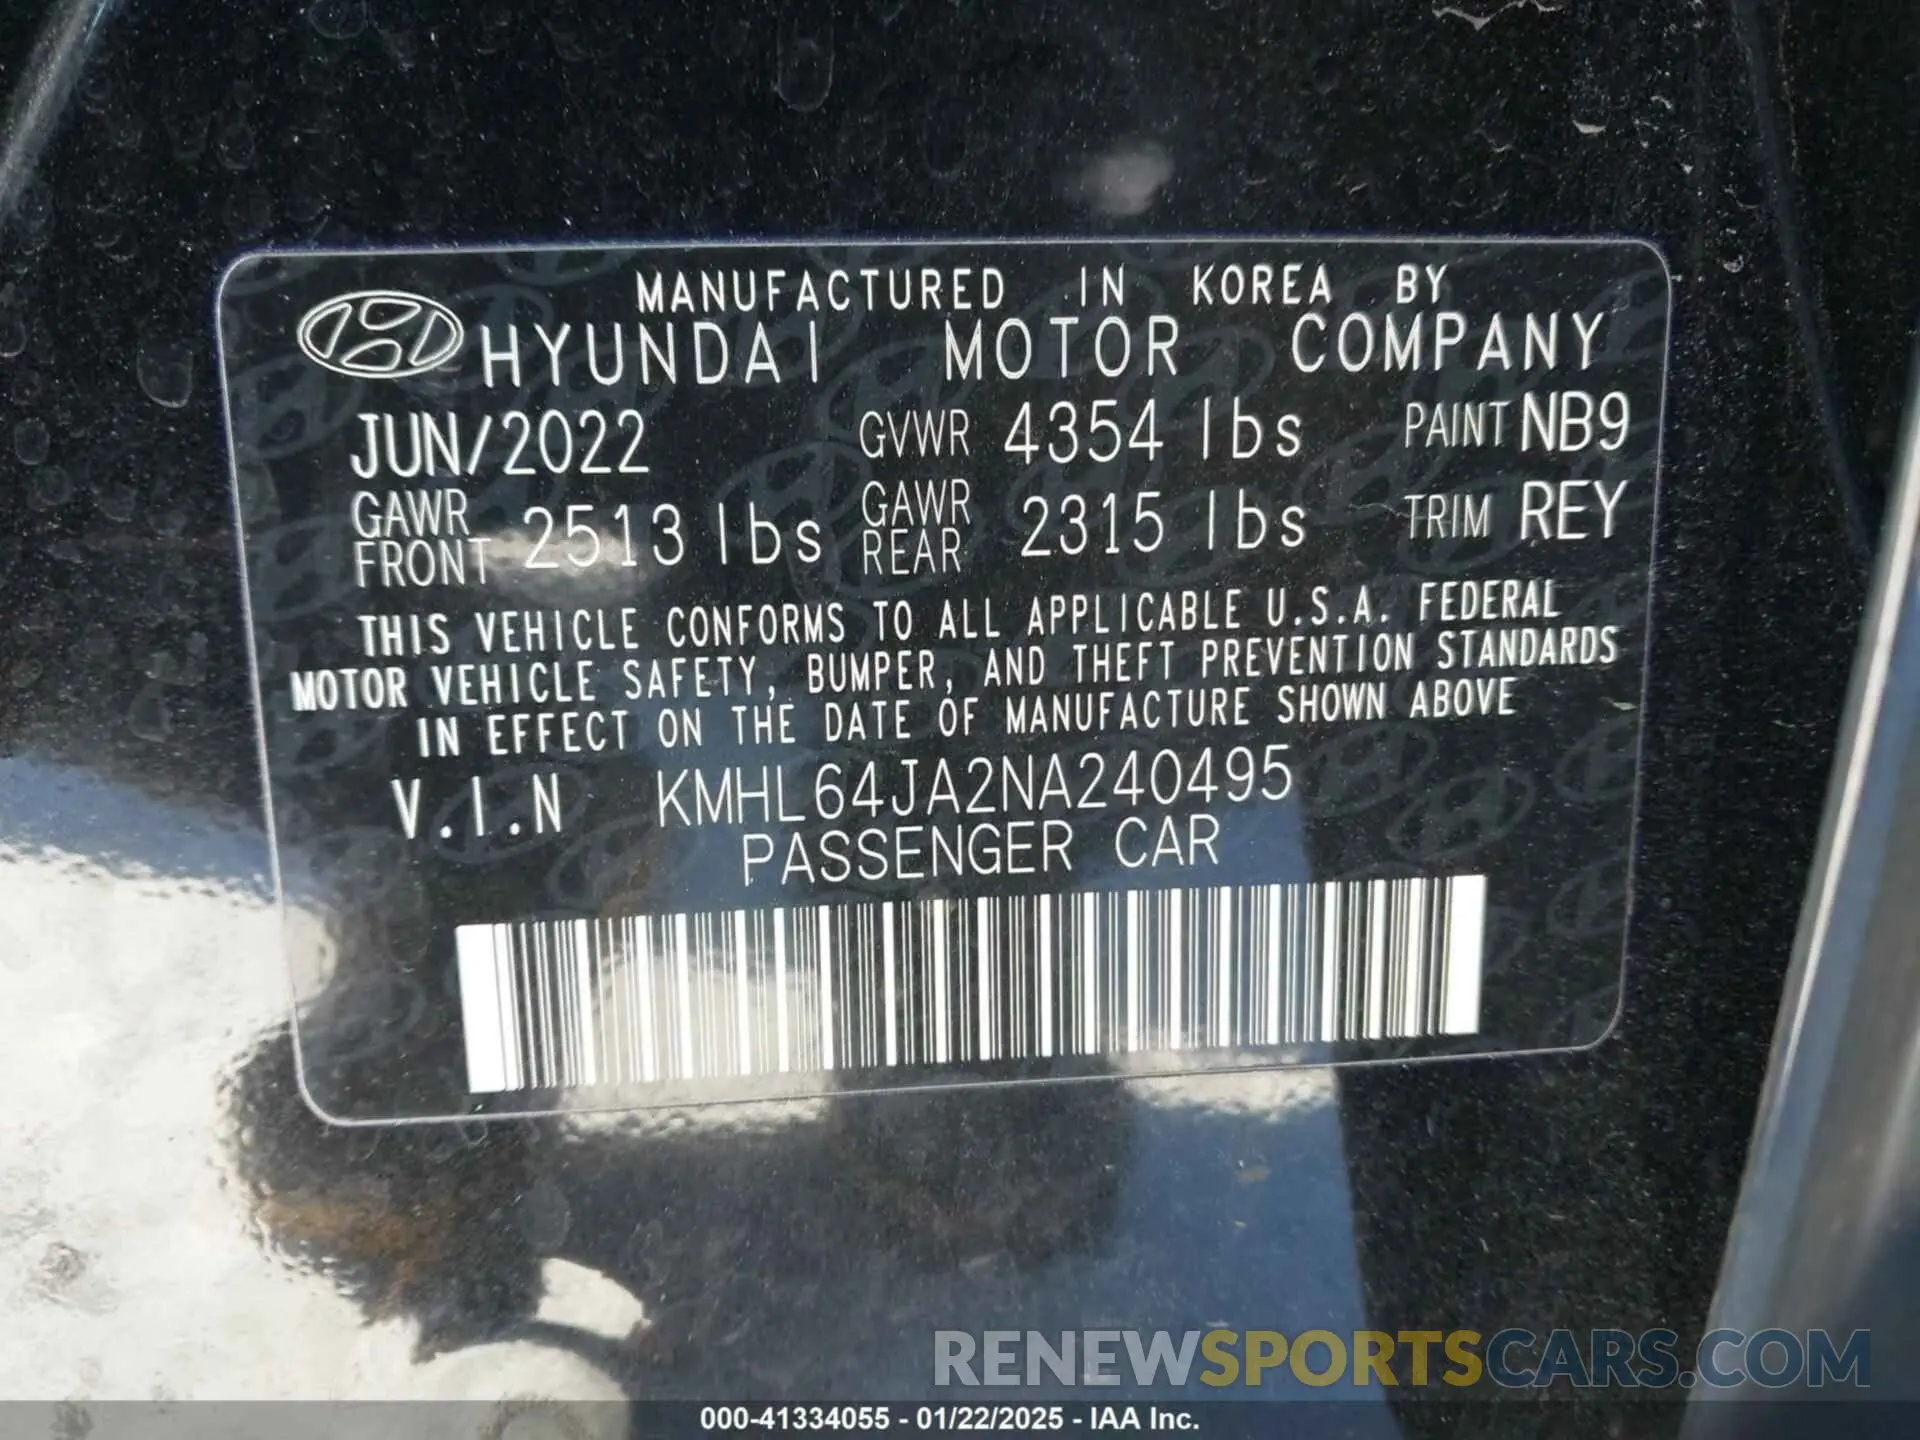 MANUFACTURED IN KOREA BY
HYUNDAI MOTOR COMPANY
JUN/2022 GVWR 4354 lbs PAINT NB9
GAWR FRONT 2513 lbs GAWR REAR 2315 lbs TRIM REY
THIS VEHICLE CONFORMS TO ALL APPLICABLE U.S.A. FEDERAL
MOTOR VEHICLE SAFETY, BUMPER, AND THEFT PREVENTION STANDARDS
IN EFFECT ON THE DATE OF MANUFACTURE SHOWN ABOVE
V.I.N KMHL64JA2NA240495
PASSENGER CAR
RENEWSPORTSCARS.COM
000-41334055 - 01/22/2025 - IAA Inc.